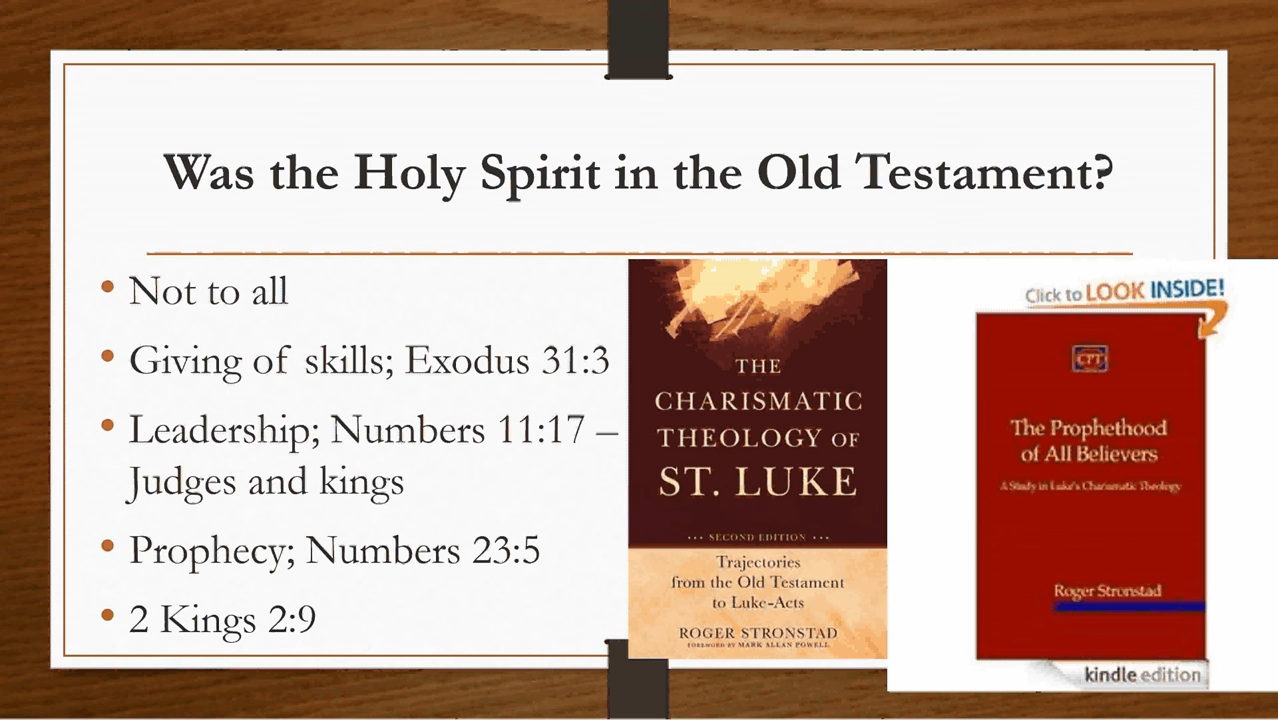 Was the Holy Spirit in the Old Testament?
• Not to all
• Giving of skills; Exodus 31:3
• Leadership; Numbers 11:17 –
Judges and kings
• Prophecy; Numbers 23:5
• 2 Kings 2:9
THE
CHARISMATIC
THEOLOGY OF
ST. LUKE
••• SECOND EDITION •••
Trajectories
from the Old Testament
to Luke-Acts
ROGER STRONSTAD
FOREWORD BY MARK ALLAN POWELL
Click to LOOK INSIDE!
CPT
The Prophethood
of All Believers
A Study in Luke's Charismatic Theology
Roger Stronstad
kindle edition